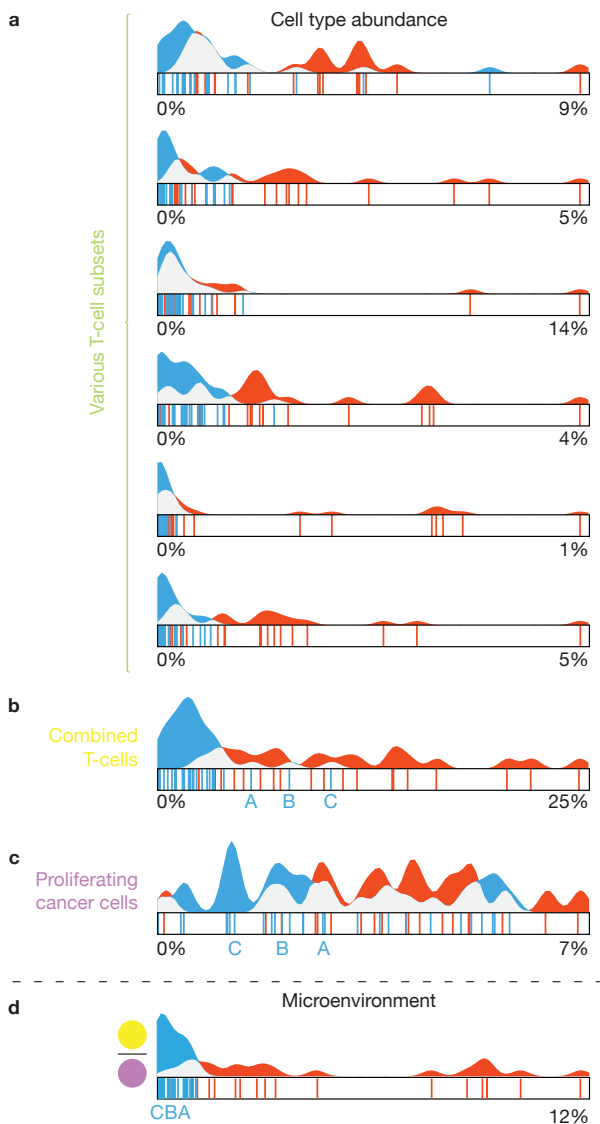 a
Cell type abundance
Various T-cell subsets
0% 9%
0% 5%
0% 14%
0% 4%
0% 1%
0% 5%
b
Combined
T-cells
0% A B C 25%
c
Proliferating
cancer cells
0% C B A 7%
Microenvironment
d
CBA 12%